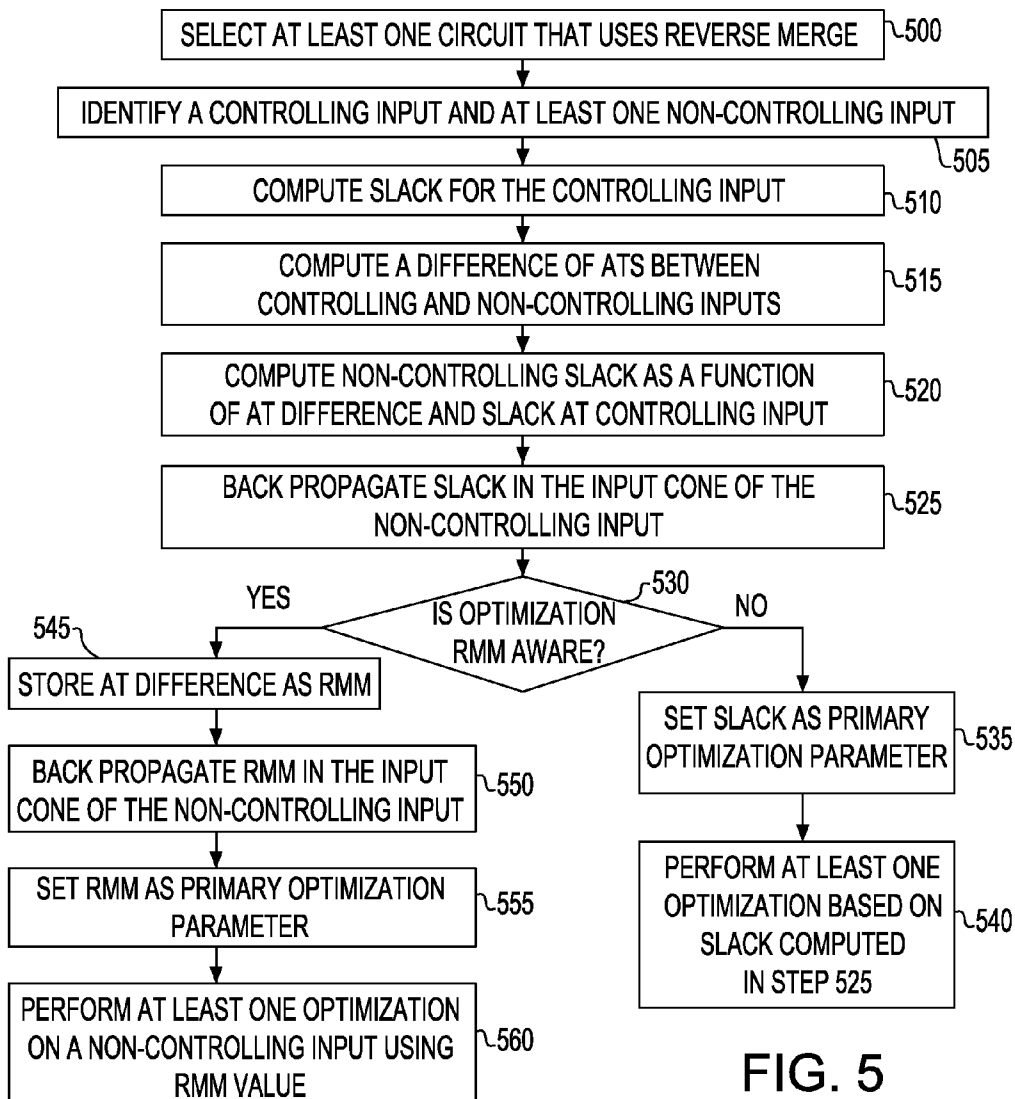 SELECT AT LEAST ONE CIRCUIT THAT USES REVERSE MERGE
500
IDENTIFY A CONTROLLING INPUT AND AT LEAST ONE NON-CONTROLLING INPUT
505
COMPUTE SLACK FOR THE CONTROLLING INPUT
510
COMPUTE A DIFFERENCE OF ATS BETWEEN
CONTROLLING AND NON-CONTROLLING INPUTS
515
COMPUTE NON-CONTROLLING SLACK AS A FUNCTION
OF AT DIFFERENCE AND SLACK AT CONTROLLING INPUT
520
BACK PROPAGATE SLACK IN THE INPUT CONE OF THE
NON-CONTROLLING INPUT
525
530
IS OPTIMIZATION
RMM AWARE?
YES
NO
545
STORE AT DIFFERENCE AS RMM
BACK PROPAGATE RMM IN THE INPUT
CONE OF THE NON-CONTROLLING INPUT
550
SET RMM AS PRIMARY OPTIMIZATION
PARAMETER
555
PERFORM AT LEAST ONE OPTIMIZATION
ON A NON-CONTROLLING INPUT USING
RMM VALUE
560
SET SLACK AS PRIMARY
OPTIMIZATION PARAMETER
535
PERFORM AT LEAST ONE
OPTIMIZATION BASED ON
SLACK COMPUTED
IN STEP 525
540
FIG. 5